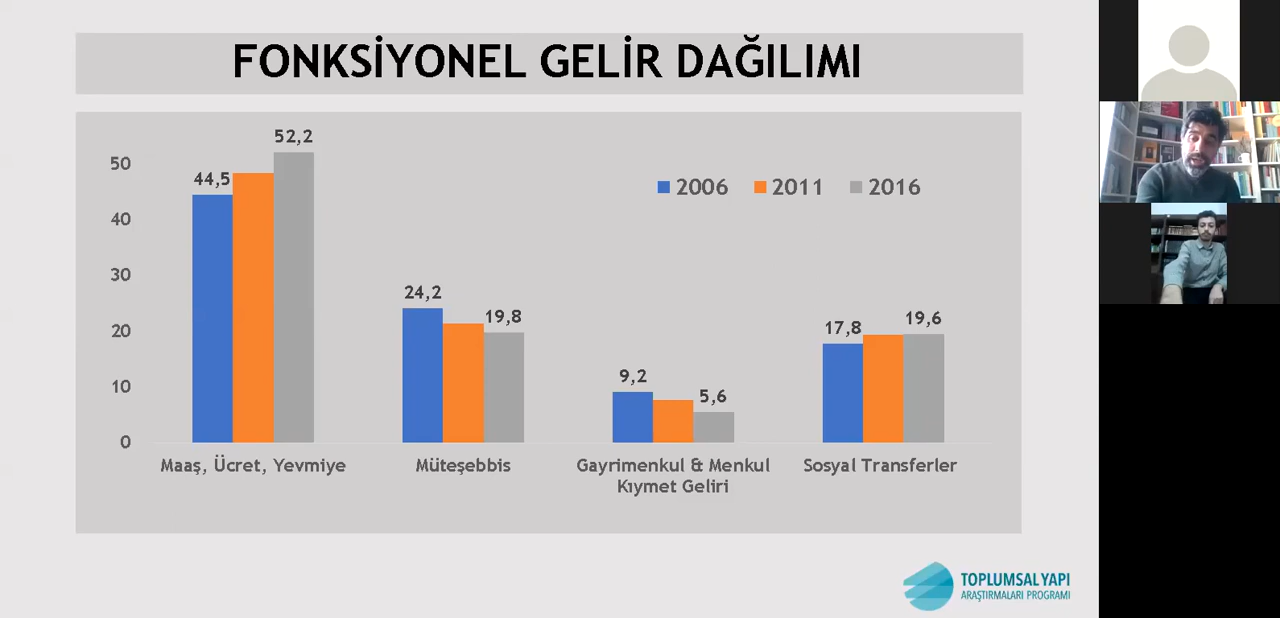 FONKSİYONEL GELİR DAĞILIMI
52,2
50
44,5
2006 2011 2016
40
30
24,2
19,8
20
17,8
19,6
9,2
10
5,6
0
Maaş, Ücret, Yevmiye
Müteşebbis
Gayrimenkul & Menkul
Kıymet Geliri
Sosyal Transferler
TOPLUMSAL YAPI
ARAŞTIRMALARI PROGRAMI